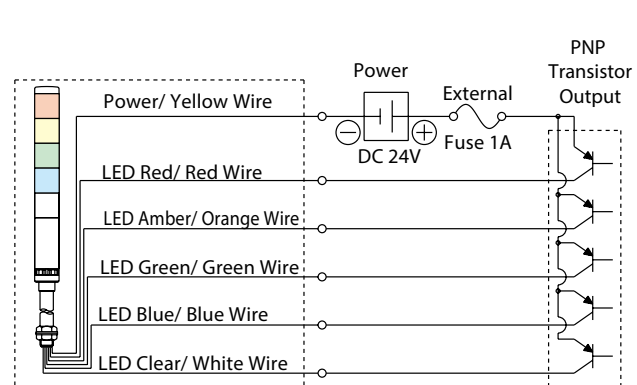 PNP
Transistor
Output
Power
External
Fuse 1A
DC 24V
Power/ Yellow Wire
LED Red/ Red Wire
LED Amber/ Orange Wire
LED Green/ Green Wire
LED Blue/ Blue Wire
LED Clear/ White Wire